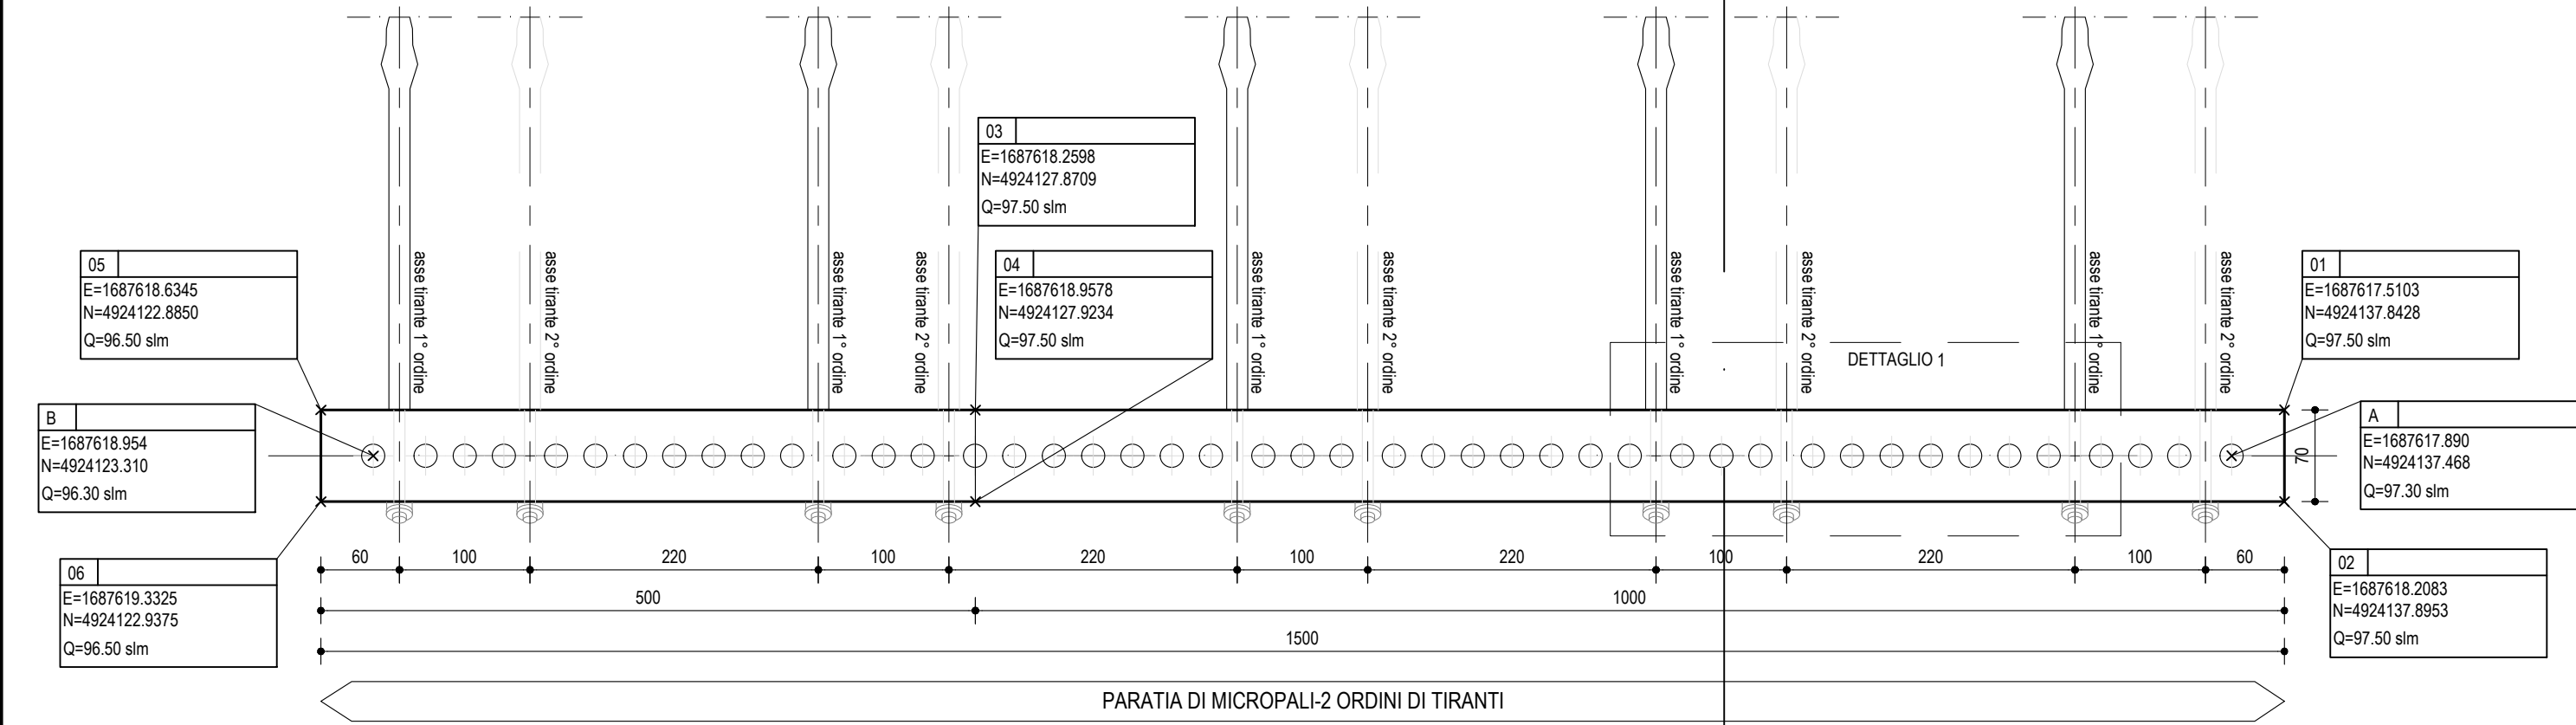 03
E=1687618.2598
N=4924127.8709
Q=97.50 slm
05
E=1687618.6345
N=4924122.8850
Q=96.50 slm
04
E=1687618.9578
N=4924127.9234
Q=97.50 slm
01
E=1687617.5103
N=4924137.8428
Q=97.50 slm
asse tirante 1° ordine
asse tirante 2° ordine
asse tirante 1° ordine
asse tirante 2° ordine
asse tirante 1° ordine
asse tirante 2° ordine
asse tirante 1° ordine
asse tirante 2° ordine
asse tirante 1° ordine
asse tirante 2° ordine
DETTAGLIO 1
B
E=1687618.954
N=4924123.310
Q=96.30 slm
A
E=1687617.890
N=4924137.468
Q=97.30 slm
70
06
E=1687619.3325
N=4924122.9375
Q=96.50 slm
02
E=1687618.2083
N=4924137.8953
Q=97.50 slm
60 100 220 100 220 100 220 100 220 100 60
500 1000
1500
PARATIA DI MICROPALI-2 ORDINI DI TIRANTI